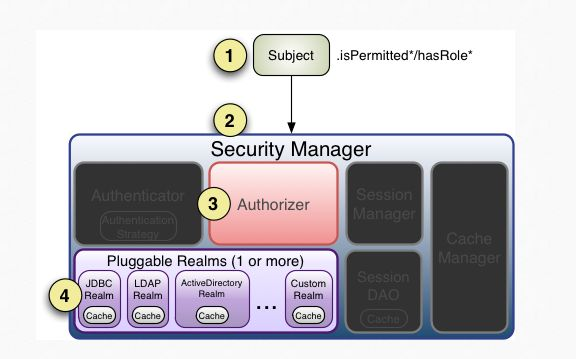 1
Subject
.isPermitted*/hasRole*
2
Security Manager
Authenticator
Authentication
Strategy
3
Authorizer
Session
Manager
Cache
Manager
Pluggable Realms (1 or more)
4
JDBC
Realm
Cache
LDAP
Realm
Cache
ActiveDirectory
Realm
Cache
...
Custom
Realm
Cache
Session
DAO
Cache